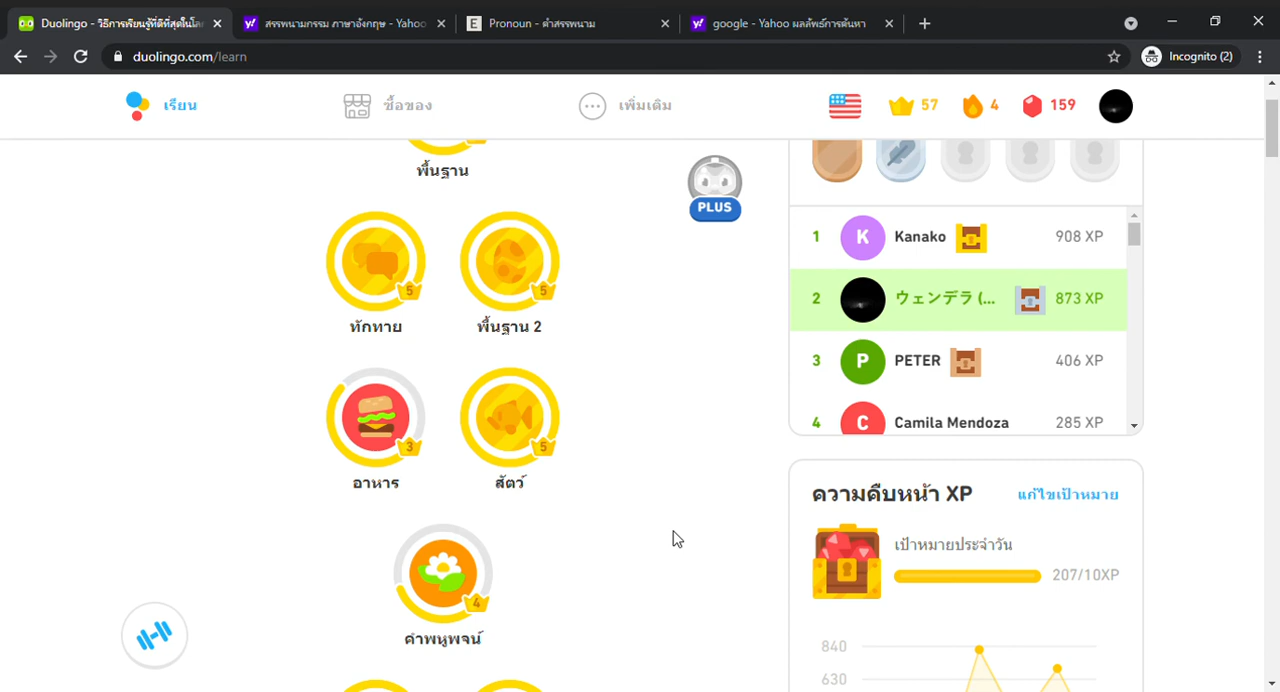 Duolingo - วิธีการเรียนรู้ที่ดีที่สุดในโล
สรรพนามกรรม ภาษาอังกฤษ - Yahoo
Pronoun - คำสรรพนาม
google - Yahoo ผลลัพธ์การค้นหา
duolingo.com/learn
Incognito (2)
เรียน
ซื้อของ
เพิ่มเติม
57
4
159
พื้นฐาน
PLUS
1 K Kanako 908 XP
2 ウェンデラ (... 873 XP
3 P PETER 406 XP
4 C Camila Mendoza 285 XP
5
5
ทักทาย
พื้นฐาน 2
3
5
อาหาร
สัตว์
4
คำพหูพจน์
ความคืบหน้า XP
แก้ไขเป้าหมาย
เป้าหมายประจำวัน
207/10XP
840
630